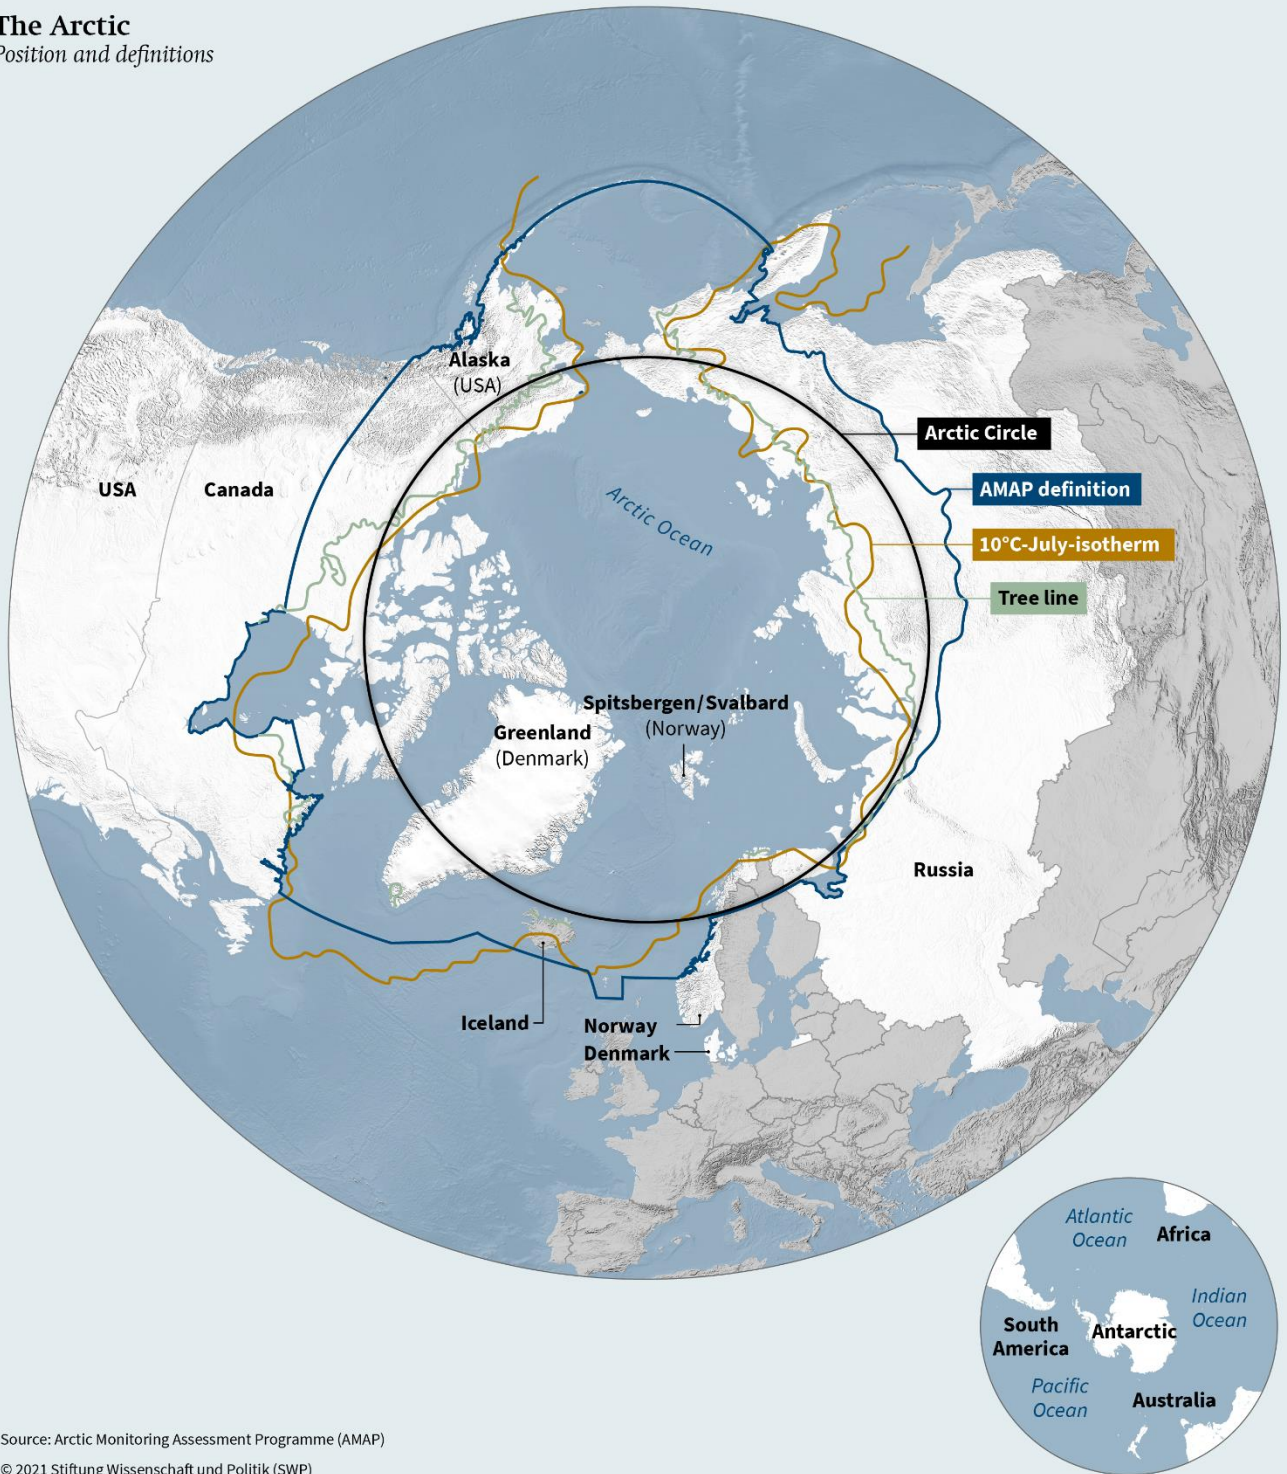 The Arctic
Position and definitions
Alaska
(USA)
USA
Canada
Arctic Ocean
Arctic Circle
AMAP definition
10°C-July-isotherm
Tree line
Spitsbergen/Svalbard
(Norway)
Greenland
(Denmark)
Russia
Iceland
Norway
Denmark
Atlantic
Ocean
Africa
Indian
Ocean
South
America
Antarctic
Pacific
Ocean
Australia
Source: Arctic Monitoring Assessment Programme (AMAP)
© 2021 Stiftung Wissenschaft und Politik (SWP)